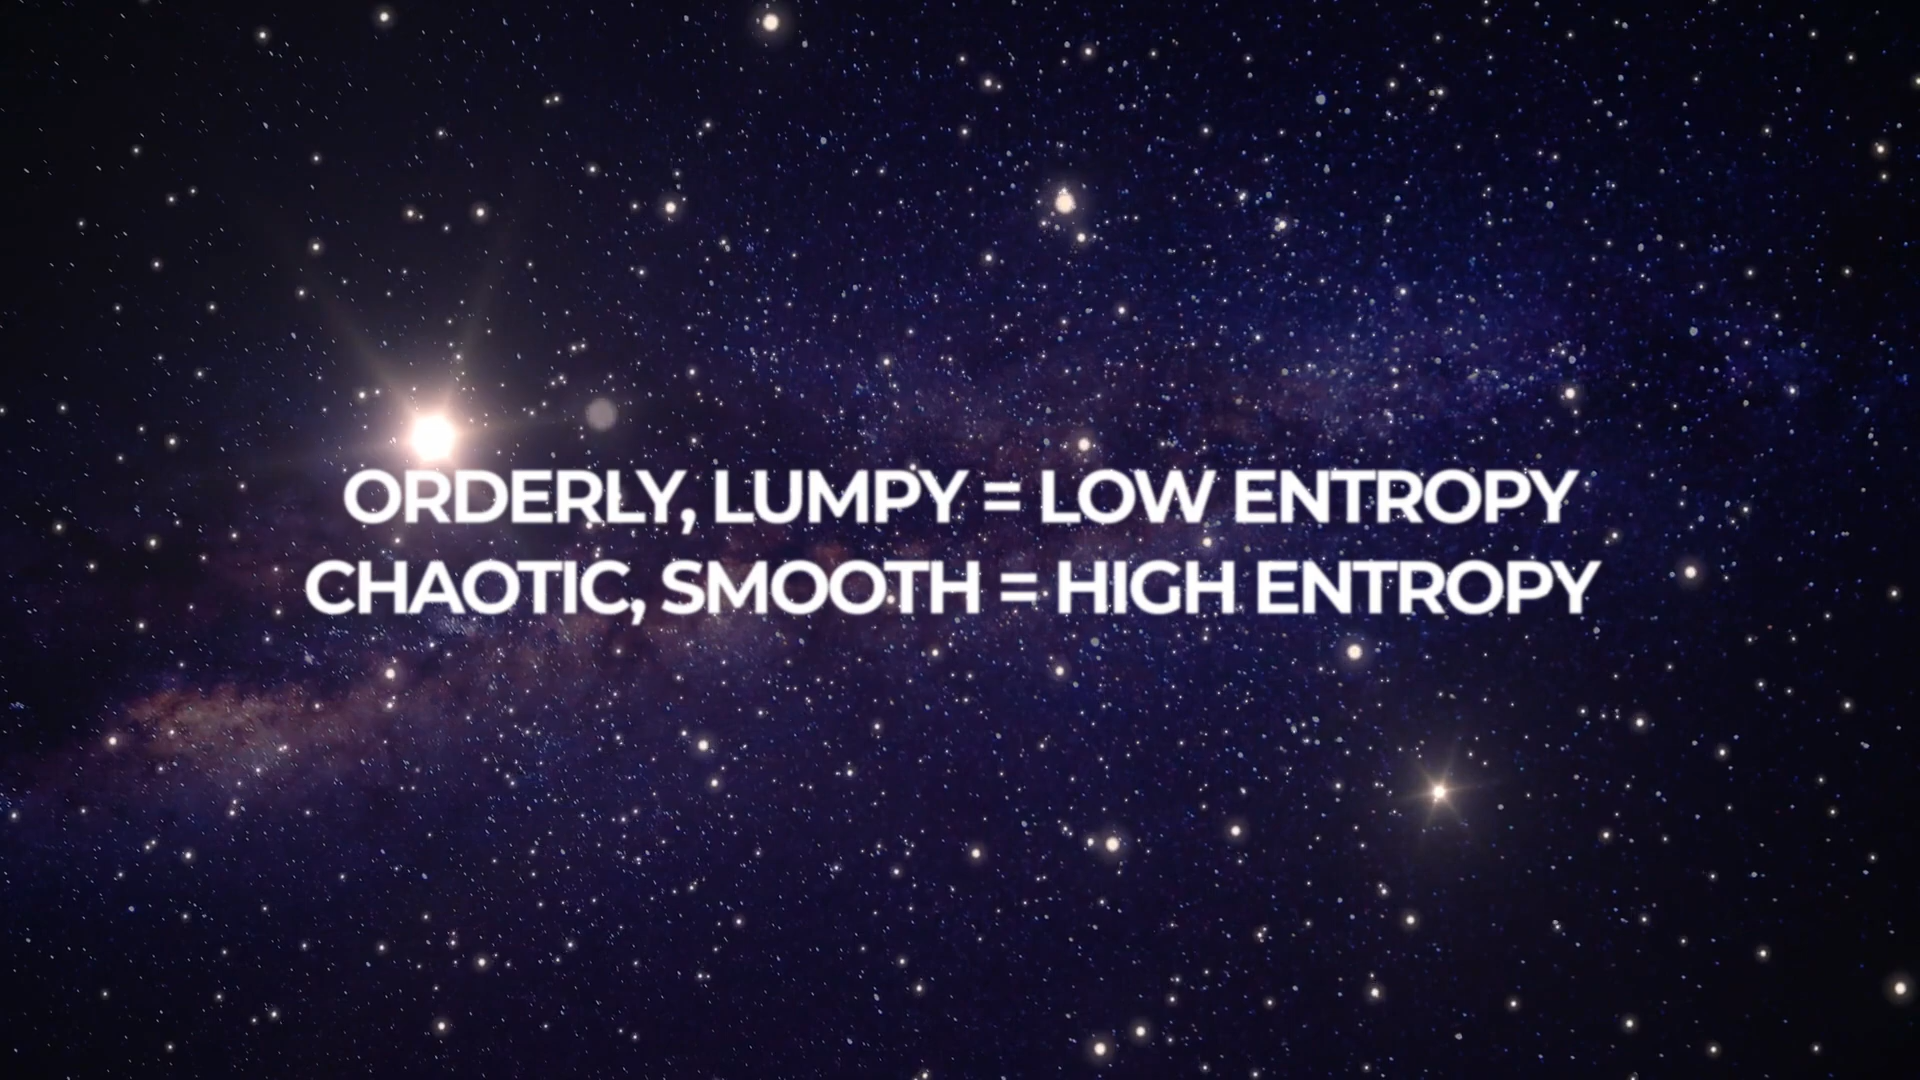 ORDERLY, LUMPY = LOW ENTROPY
CHAOTIC, SMOOTH = HIGH ENTROPY